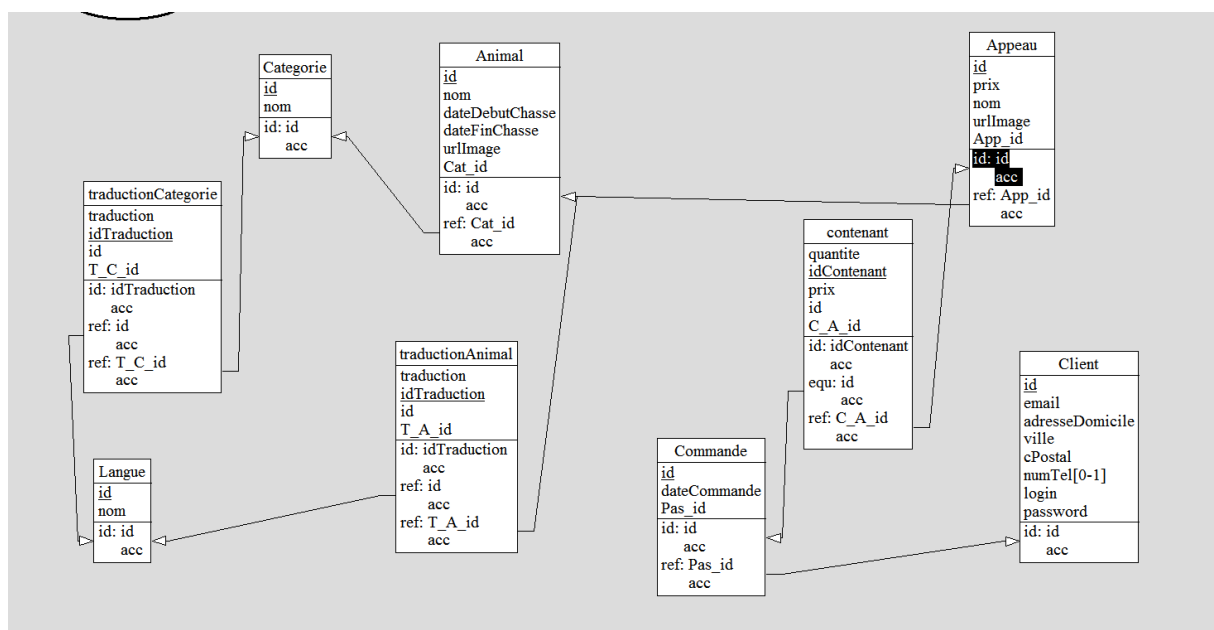 Categorie
id
nom
id: id
acc
Animal
id
nom
dateDebutChasse
dateFinChasse
urlImage
Cat_id
id: id
acc
ref: Cat_id
acc
Appeau
id
prix
nom
urlImage
App_id
id: id
acc
ref: App_id
acc
traductionCategorie
traduction
idTraduction
id
T_C_id
id: idTraduction
acc
ref: id
acc
ref: T_C_id
acc
contenant
quantite
idContenant
prix
id
C_A_id
id: idContenant
acc
equ: id
acc
ref: C_A_id
acc
traductionAnimal
traduction
idTraduction
id
T_A_id
id: idTraduction
acc
ref: id
acc
ref: T_A_id
acc
Client
id
email
adresseDomicile
ville
cPostal
numTel[0-1]
login
password
id: id
acc
Langue
id
nom
id: id
acc
Commande
id
dateCommande
Pas_id
id: id
acc
ref: Pas_id
acc